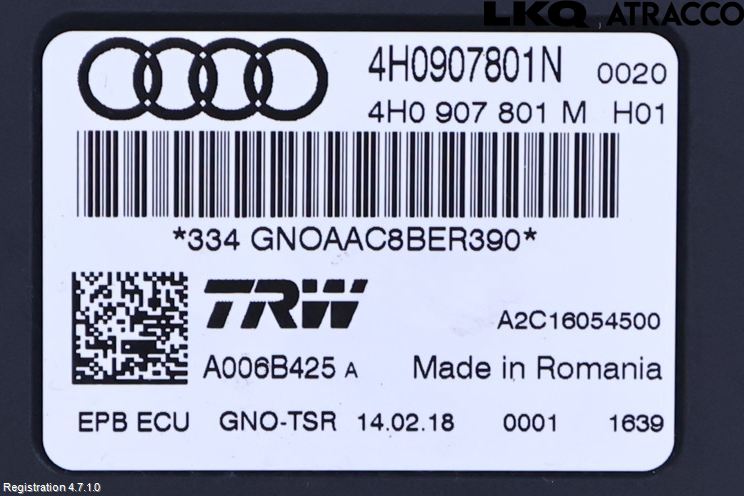 LKQ ATRACCO
4H0907801N 0020
4H0 907 801 M H01
*334 GNOAAC8BER390*
TRW
A2C16054500
A006B425 A Made in Romania
EPB ECU GNO-TSR 14.02.18 0001 1639
Registration 4.7.1.0